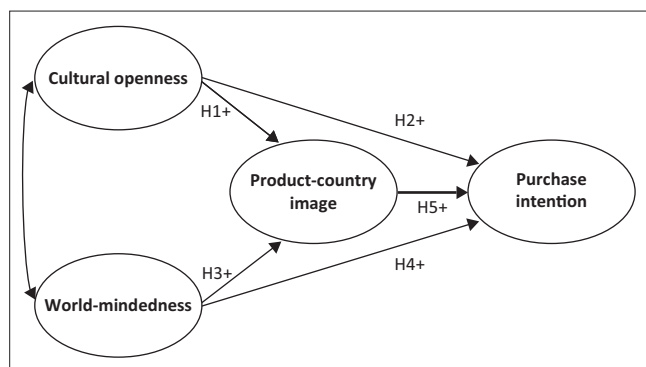 Cultural openness
H1+
H2+
Product-country
image
H5+
Purchase
intention
H3+
H4+
World-mindedness